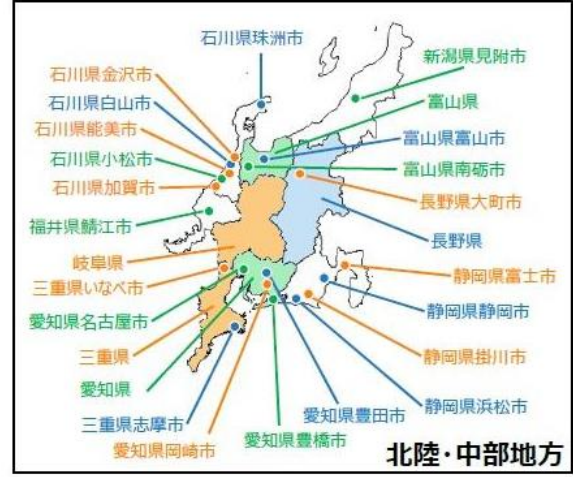 石川県珠洲市
石川県金沢市
石川県白山市
石川県能美市
石川県小松市
石川県加賀市
福井県鯖江市
岐阜県
三重県いなべ市
愛知県名古屋市
三重県
愛知県
三重県志摩市
愛知県岡崎市
愛知県豊橋市
愛知県豊田市
新潟県見附市
富山県
富山県富山市
富山県南砺市
長野県大町市
長野県
静岡県富士市
静岡県静岡市
静岡県掛川市
静岡県浜松市
北陸・中部地方